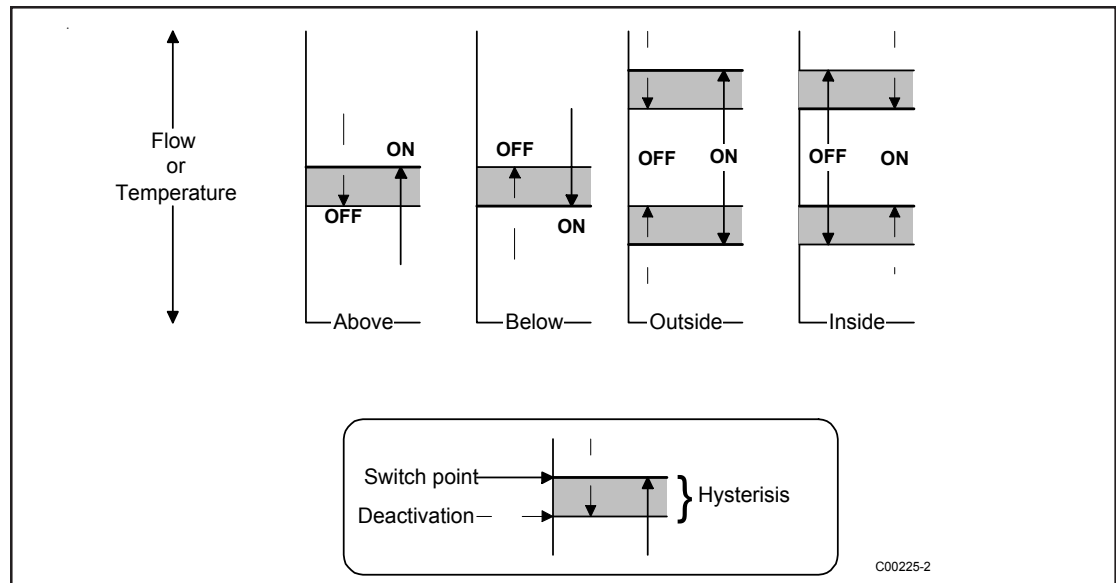 Flow
or
Temperature
ON
OFF
Above
OFF
ON
Below
OFF ON
Outside
OFF ON
Inside
Switch point
Deactivation
Hysterisis
C00225-2